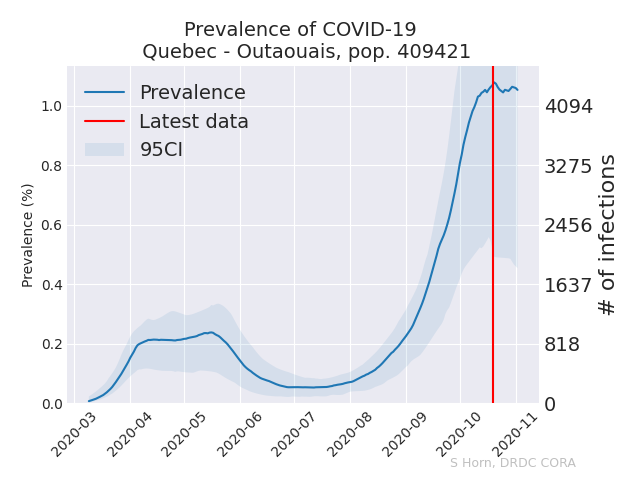 Prevalence of COVID-19
Quebec - Outaouais, pop. 409421
Prevalence
Latest data
95CI
Prevalence (%)
1.0
0.8
0.6
0.4
0.2
0.0
4094
3275
2456
1637
818
0
# of infections
2020-03
2020-04
2020-05
2020-06
2020-07
2020-08
2020-09
2020-10
2020-11
S Horn, DRDC CORA